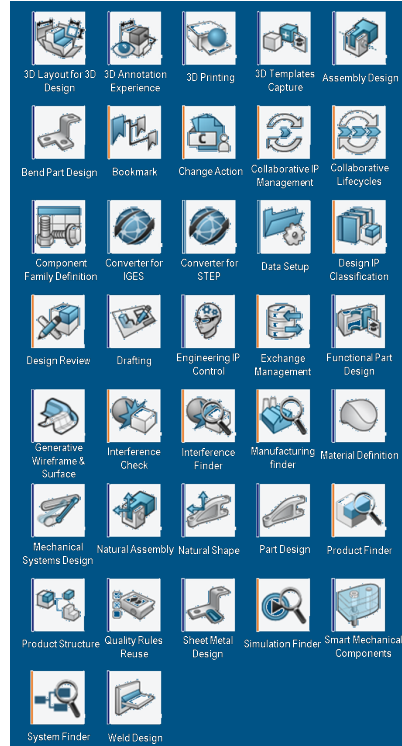 3D Layout for 3D Design
3D Annotation Experience
3D Printing
3D Templates Capture
Assembly Design
Bend Part Design
Bookmark
C
Change Action
Collaborative IP Management
Collaborative Lifecycles
Component Family Definition
Converter for IGES
Converter for STEP
Data Setup
Design IP Classification
Design Review
Drafting
Engineering IP Control
Exchange Management
Functional Part Design
Generative Wireframe & Surface
Interference Check
Interference Finder
Manufacturing finder
Material Definition
Mechanical Systems Design
Natural Assembly
Natural Shape
Part Design
Product Finder
Product Structure
Quality Rules Reuse
Sheet Metal Design
Simulation Finder
Smart Mechanical Components
System Finder
Weld Design